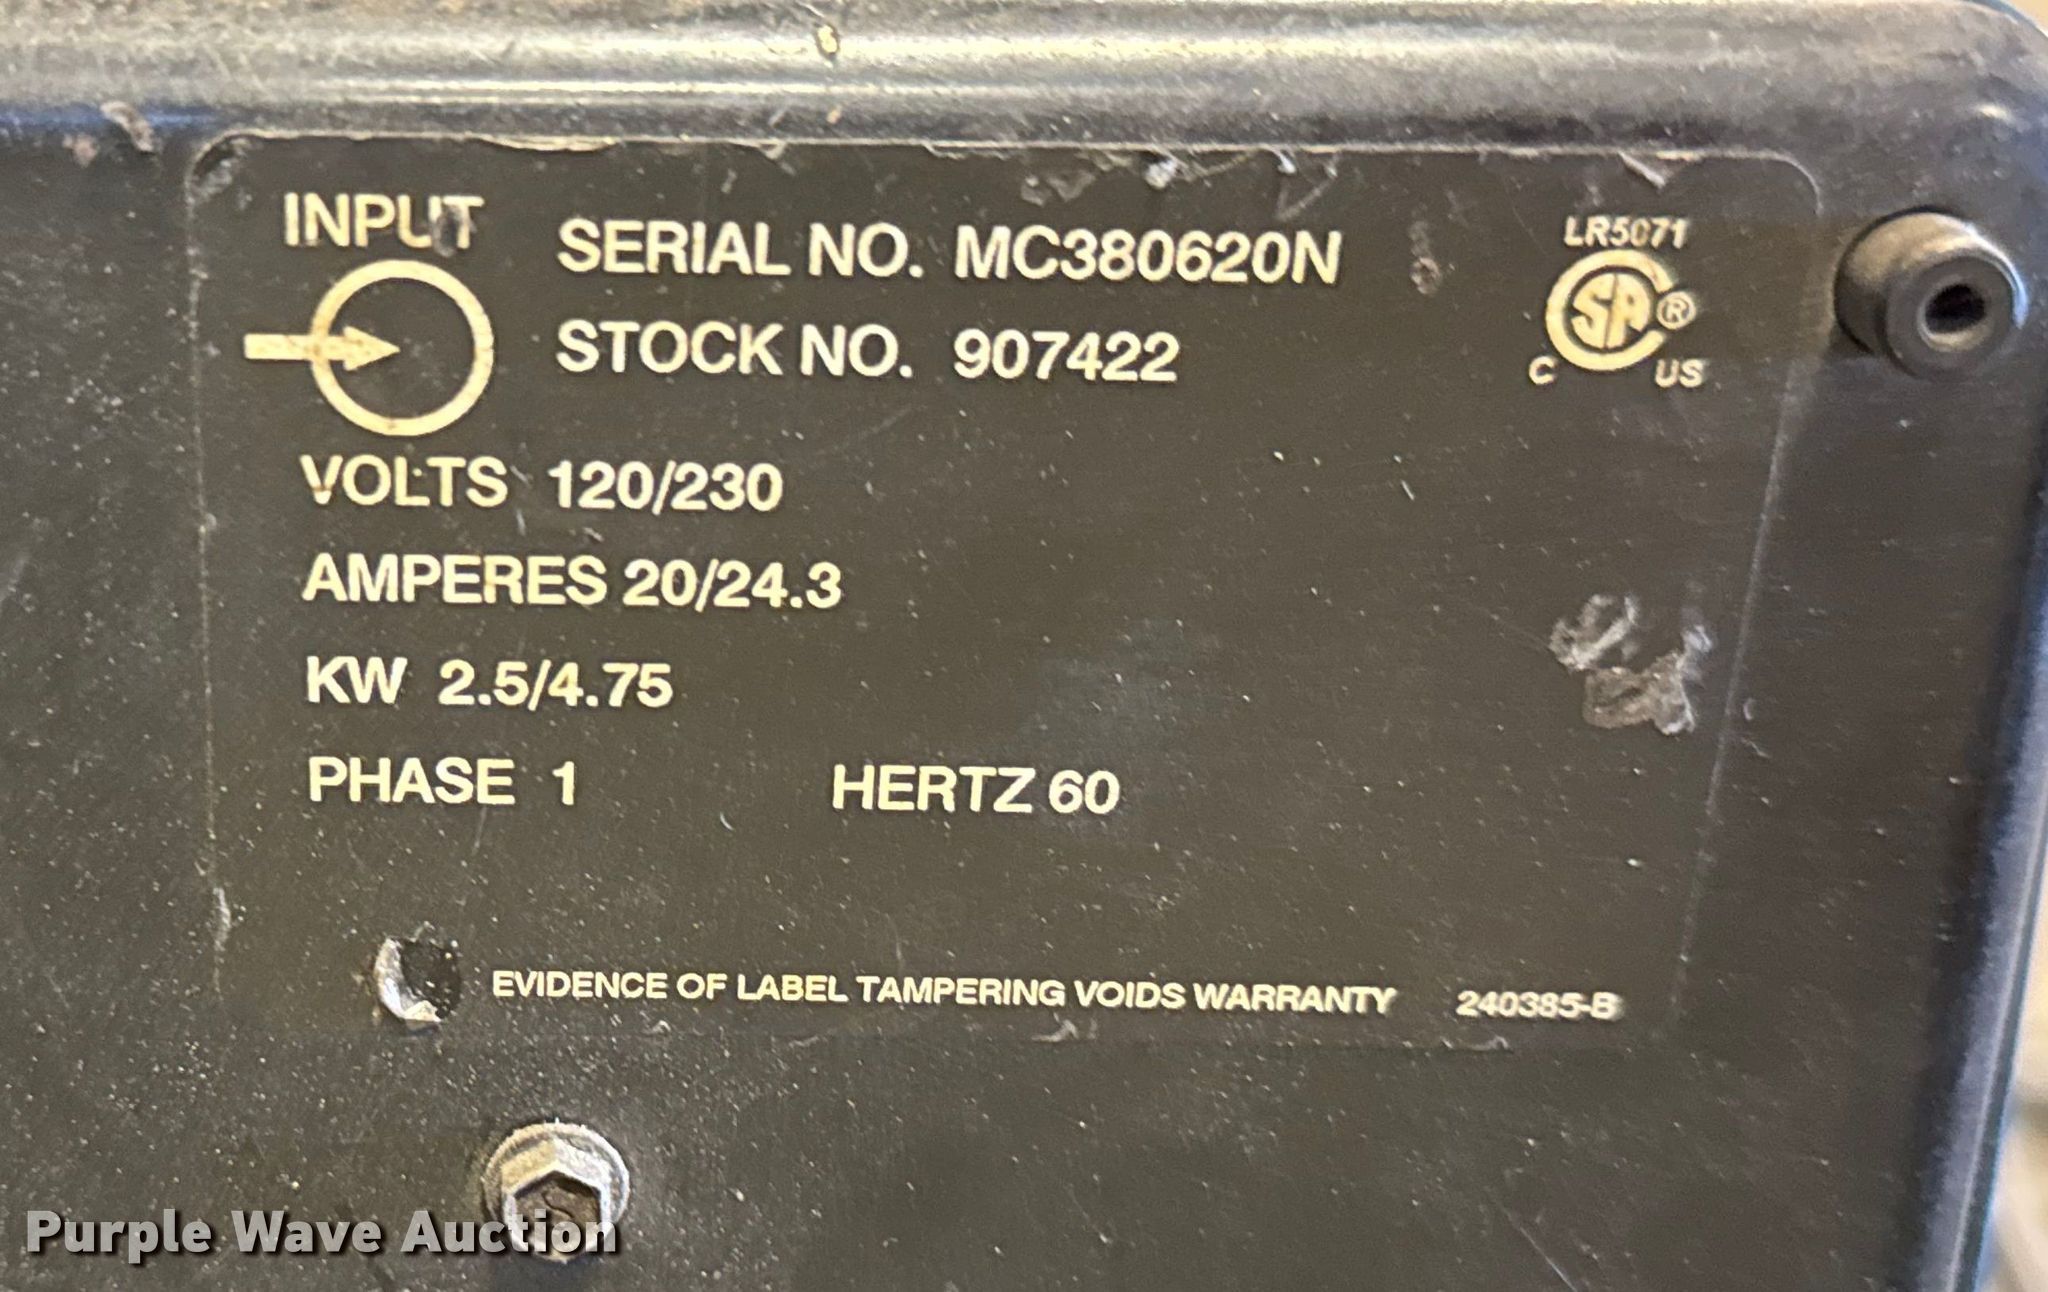 INPUT
SERIAL NO. MC380620N
STOCK NO. 907422
LR5071
SA®
C US
VOLTS 120/230
AMPERES 20/24.3
KW 2.5/4.75
PHASE 1 HERTZ 60
EVIDENCE OF LABEL TAMPERING VOIDS WARRANTY 240385-B
Purple Wave Auction